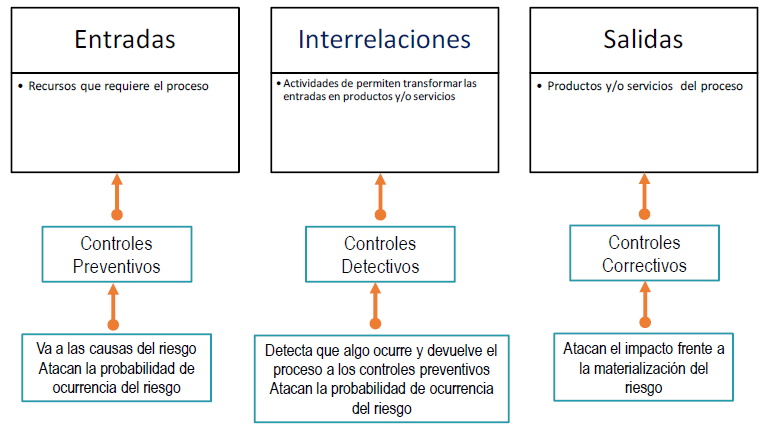 Entradas
• Recursos que requiere el proceso
Controles
Preventivos
Va a las causas del riesgo
Atacan la probabilidad de
ocurrencia del riesgo
Interrelaciones
• Actividades de permiten transformar las
entradas en productos y/o servicios
Controles
Detectivos
Detecta que algo ocurre y devuelve el
proceso a los controles preventivos
Atacan la probabilidad de ocurrencia
del riesgo
Salidas
• Productos y/o servicios del proceso
Controles
Correctivos
Atacan el impacto frente a
la materialización del
riesgo